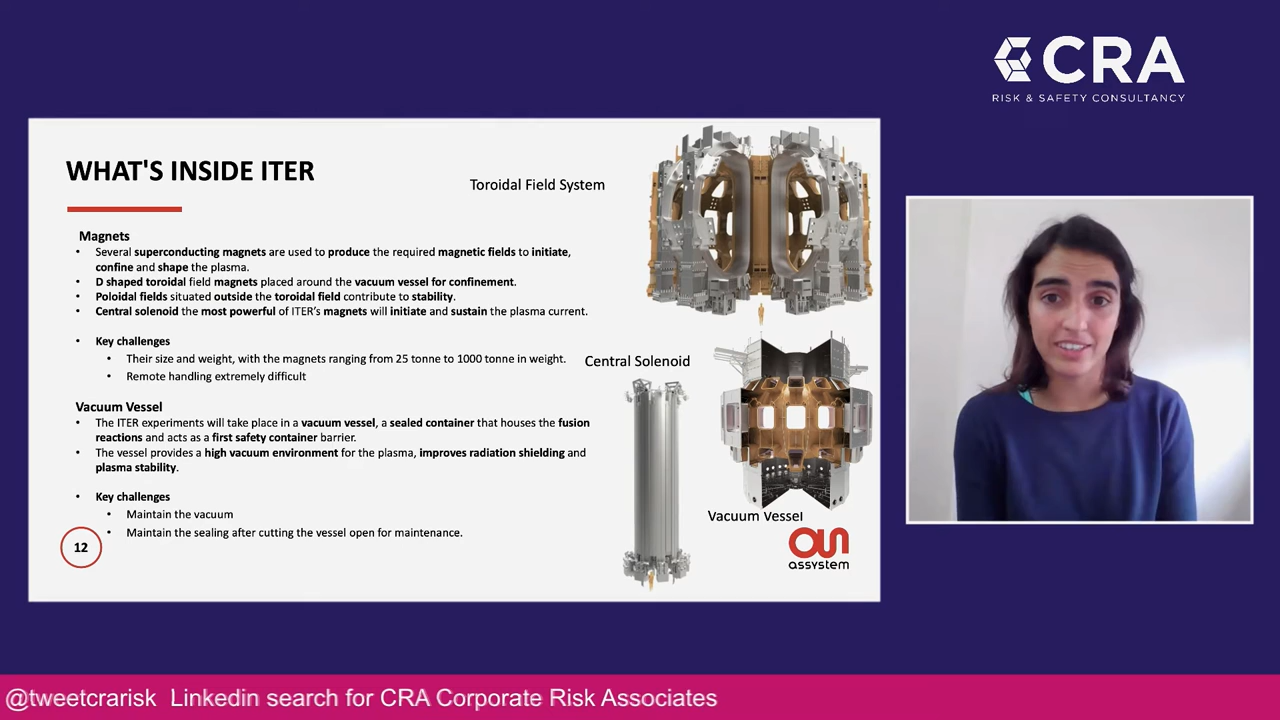 CRA
RISK & SAFETY CONSULTANCY
WHAT'S INSIDE ITER
Toroidal Field System
Magnets
• Several superconducting magnets are used to produce the required magnetic fields to initiate,
confine and shape the plasma.
• D shaped toroidal field magnets placed around the vacuum vessel for confinement.
• Poloidal fields situated outside the toroidal field contribute to stability.
• Central solenoid the most powerful of ITER's magnets will initiate and sustain the plasma current.
• Key challenges
• Their size and weight, with the magnets ranging from 25 tonne to 1000 tonne in weight.
• Remote handling extremely difficult
Central Solenoid
Vacuum Vessel
• The ITER experiments will take place in a vacuum vessel, a sealed container that houses the fusion
reactions and acts as a first safety container barrier.
• The vessel provides a high vacuum environment for the plasma, improves radiation shielding and
plasma stability.
• Key challenges
• Maintain the vacuum
• Maintain the sealing after cutting the vessel open for maintenance.
Vacuum Vessel
12
assystem
@tweetcrarisk Linkedin search for CRA Corporate Risk Associates